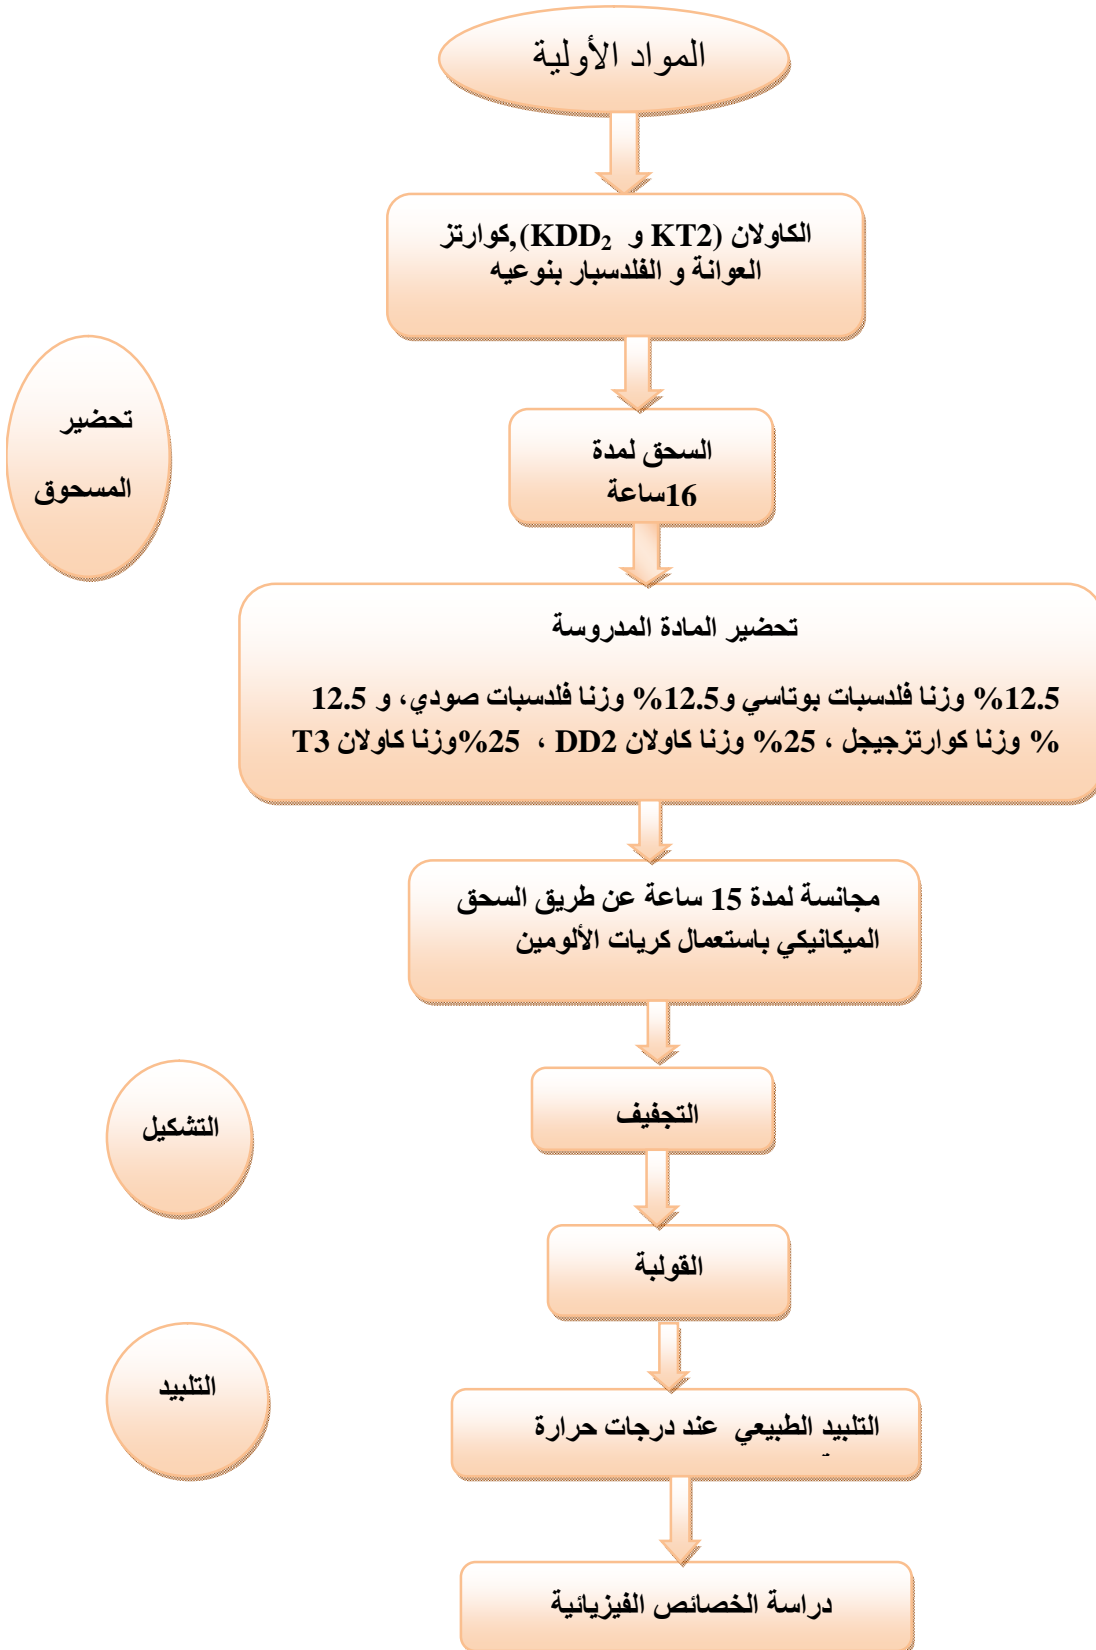 المواد الأولية
الكاولان (KT2 و KDD₂),كوارتز
العوانة و الفلدسبار بنوعيه
تحضير
المسحوق
السحق لمدة
16ساعة
تحضير المادة المدروسة
12.5% وزنا فلدسبات بوتاسي و12.5% وزنا فلدسبات صودي، و 12.5
% وزنا كوارتزجيجل ، 25% وزنا كاولان DD2 ، 25%وزنا كاولان T3
مجانسة لمدة 15 ساعة عن طريق السحق
الميكانيكي باستعمال كريات الألومين
التشكيل
التجفيف
القولبة
التلبيد
التلبيد الطبيعي عند درجات حرارة
دراسة الخصائص الفيزيائية